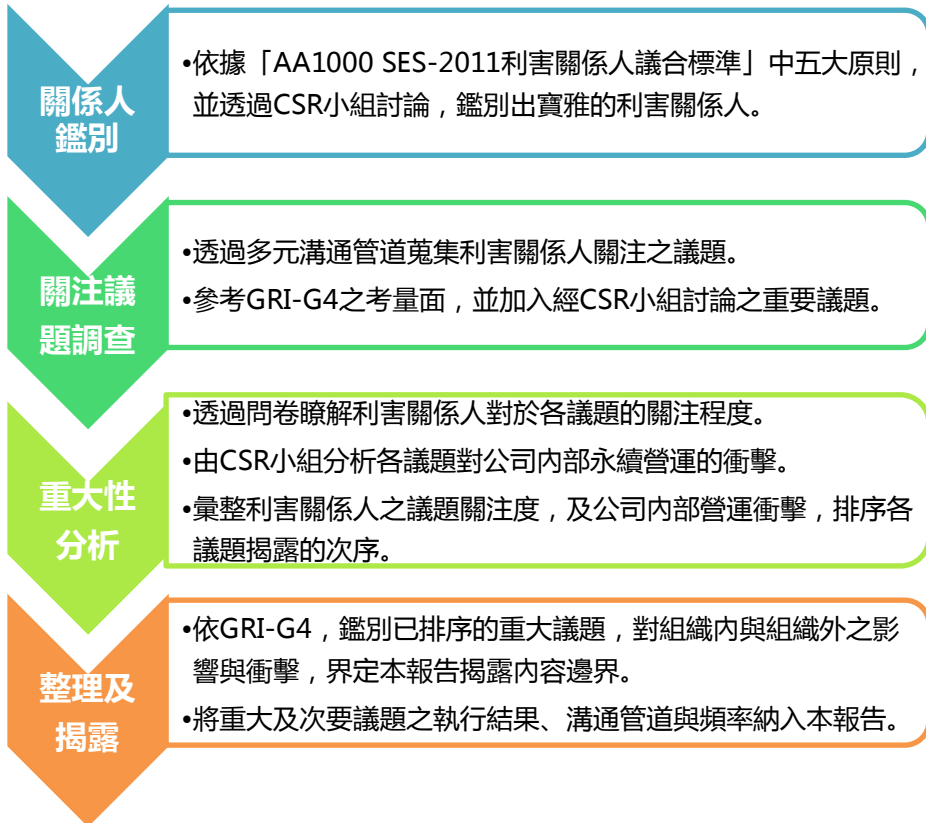 關係人
鑑別
•依據「AA1000 SES-2011利害關係人議合標準」中五大原則，
並透過CSR小組討論，鑑別出寶雅的利害關係人。
關注議
題調查
•透過多元溝通管道蒐集利害關係人關注之議題。
•參考GRI-G4之考量面，並加入經CSR小組討論之重要議題。
重大性
分析
•透過問卷瞭解利害關係人對於各議題的關注程度。
•由CSR小組分析各議題對公司內部永續營運的衝擊。
•彙整利害關係人之議題關注度，及公司內部營運衝擊，排序各
議題揭露的次序。
整理及
揭露
•依GRI-G4，鑑別已排序的重大議題，對組織內與組織外之影
響與衝擊，界定本報告揭露內容邊界。
•將重大及次要議題之執行結果、溝通管道與頻率納入本報告。